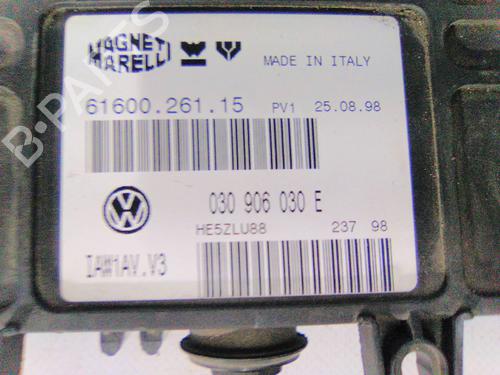 MAGNETI
MARELLI
MADE IN ITALY
61600.261.15 PV1 25.08.98
B-PARTS
030 906 030 E
HE5ZLU88 237 98
IAW1AV.V3